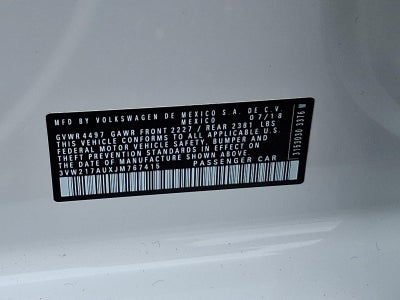 MFD BY VOLKSWAGEN DE MEXICO S.A. DE C.V.
MEXICO 07/18
GVWR 4497 GAWR FRONT 2227 / REAR 2381 LBS
THIS VEHICLE CONFORMS TO ALL APPLICABLE U.S.
FEDERAL MOTOR VEHICLE SAFETY, BUMPER AND
THEFT PREVENTION STANDARDS IN EFFECT ON
THE DATE OF MANUFACTURE SHOWN ABOVE.
3VW217AUXJM767415 PASSENGER CAR
3763030 3376 M